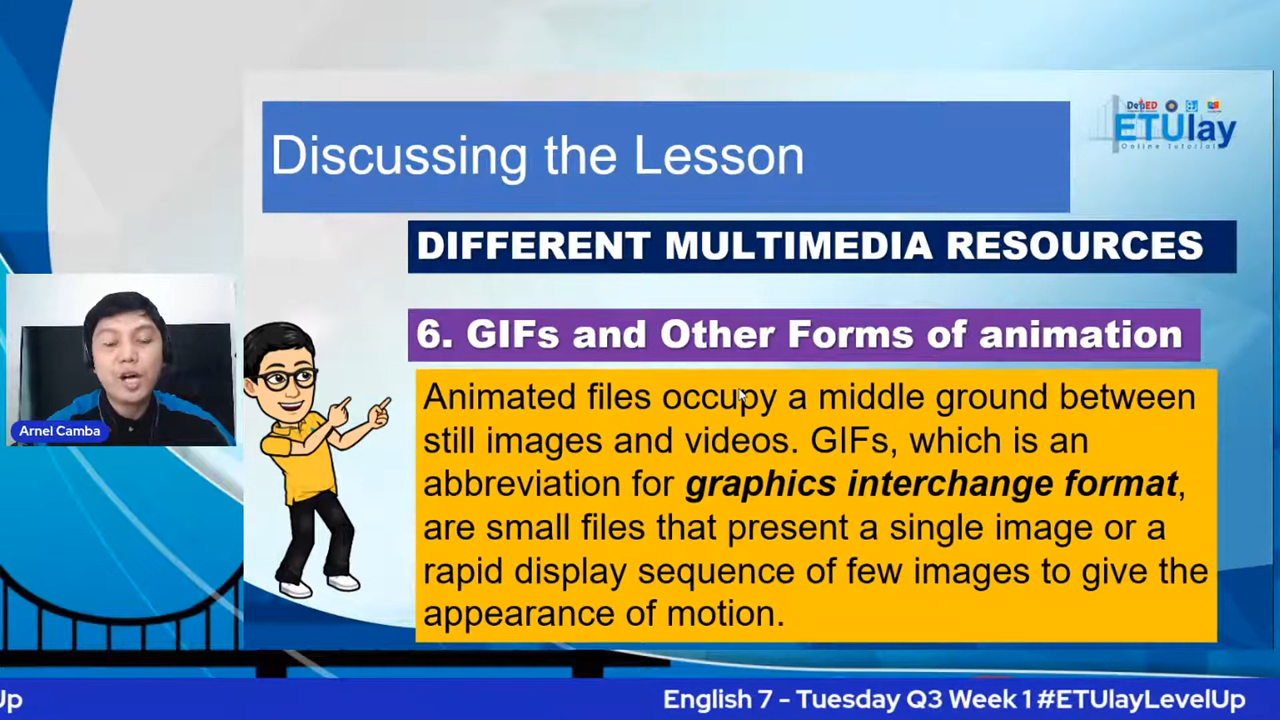 Discussing the Lesson
DepED
ETUlay
Online Tutorial
DIFFERENT MULTIMEDIA RESOURCES
6. GIFs and Other Forms of animation
Animated files occupy a middle ground between
still images and videos. GIFs, which is an
abbreviation for graphics interchange format,
are small files that present a single image or a
rapid display sequence of few images to give the
appearance of motion.
Arnel Camba
Up
English 7 - Tuesday Q3 Week 1 #ETUlayLevelUp